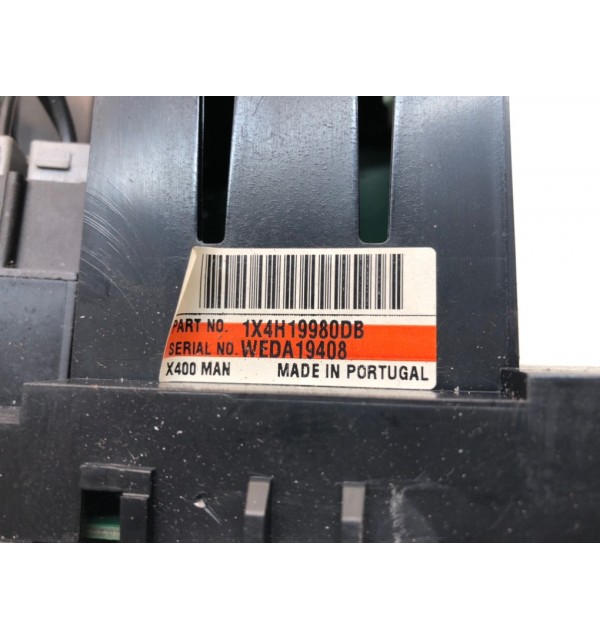 PART NO. 1X4H19980DB
SERIAL NO. WEDA19408
X400 MAN MADE IN PORTUGAL